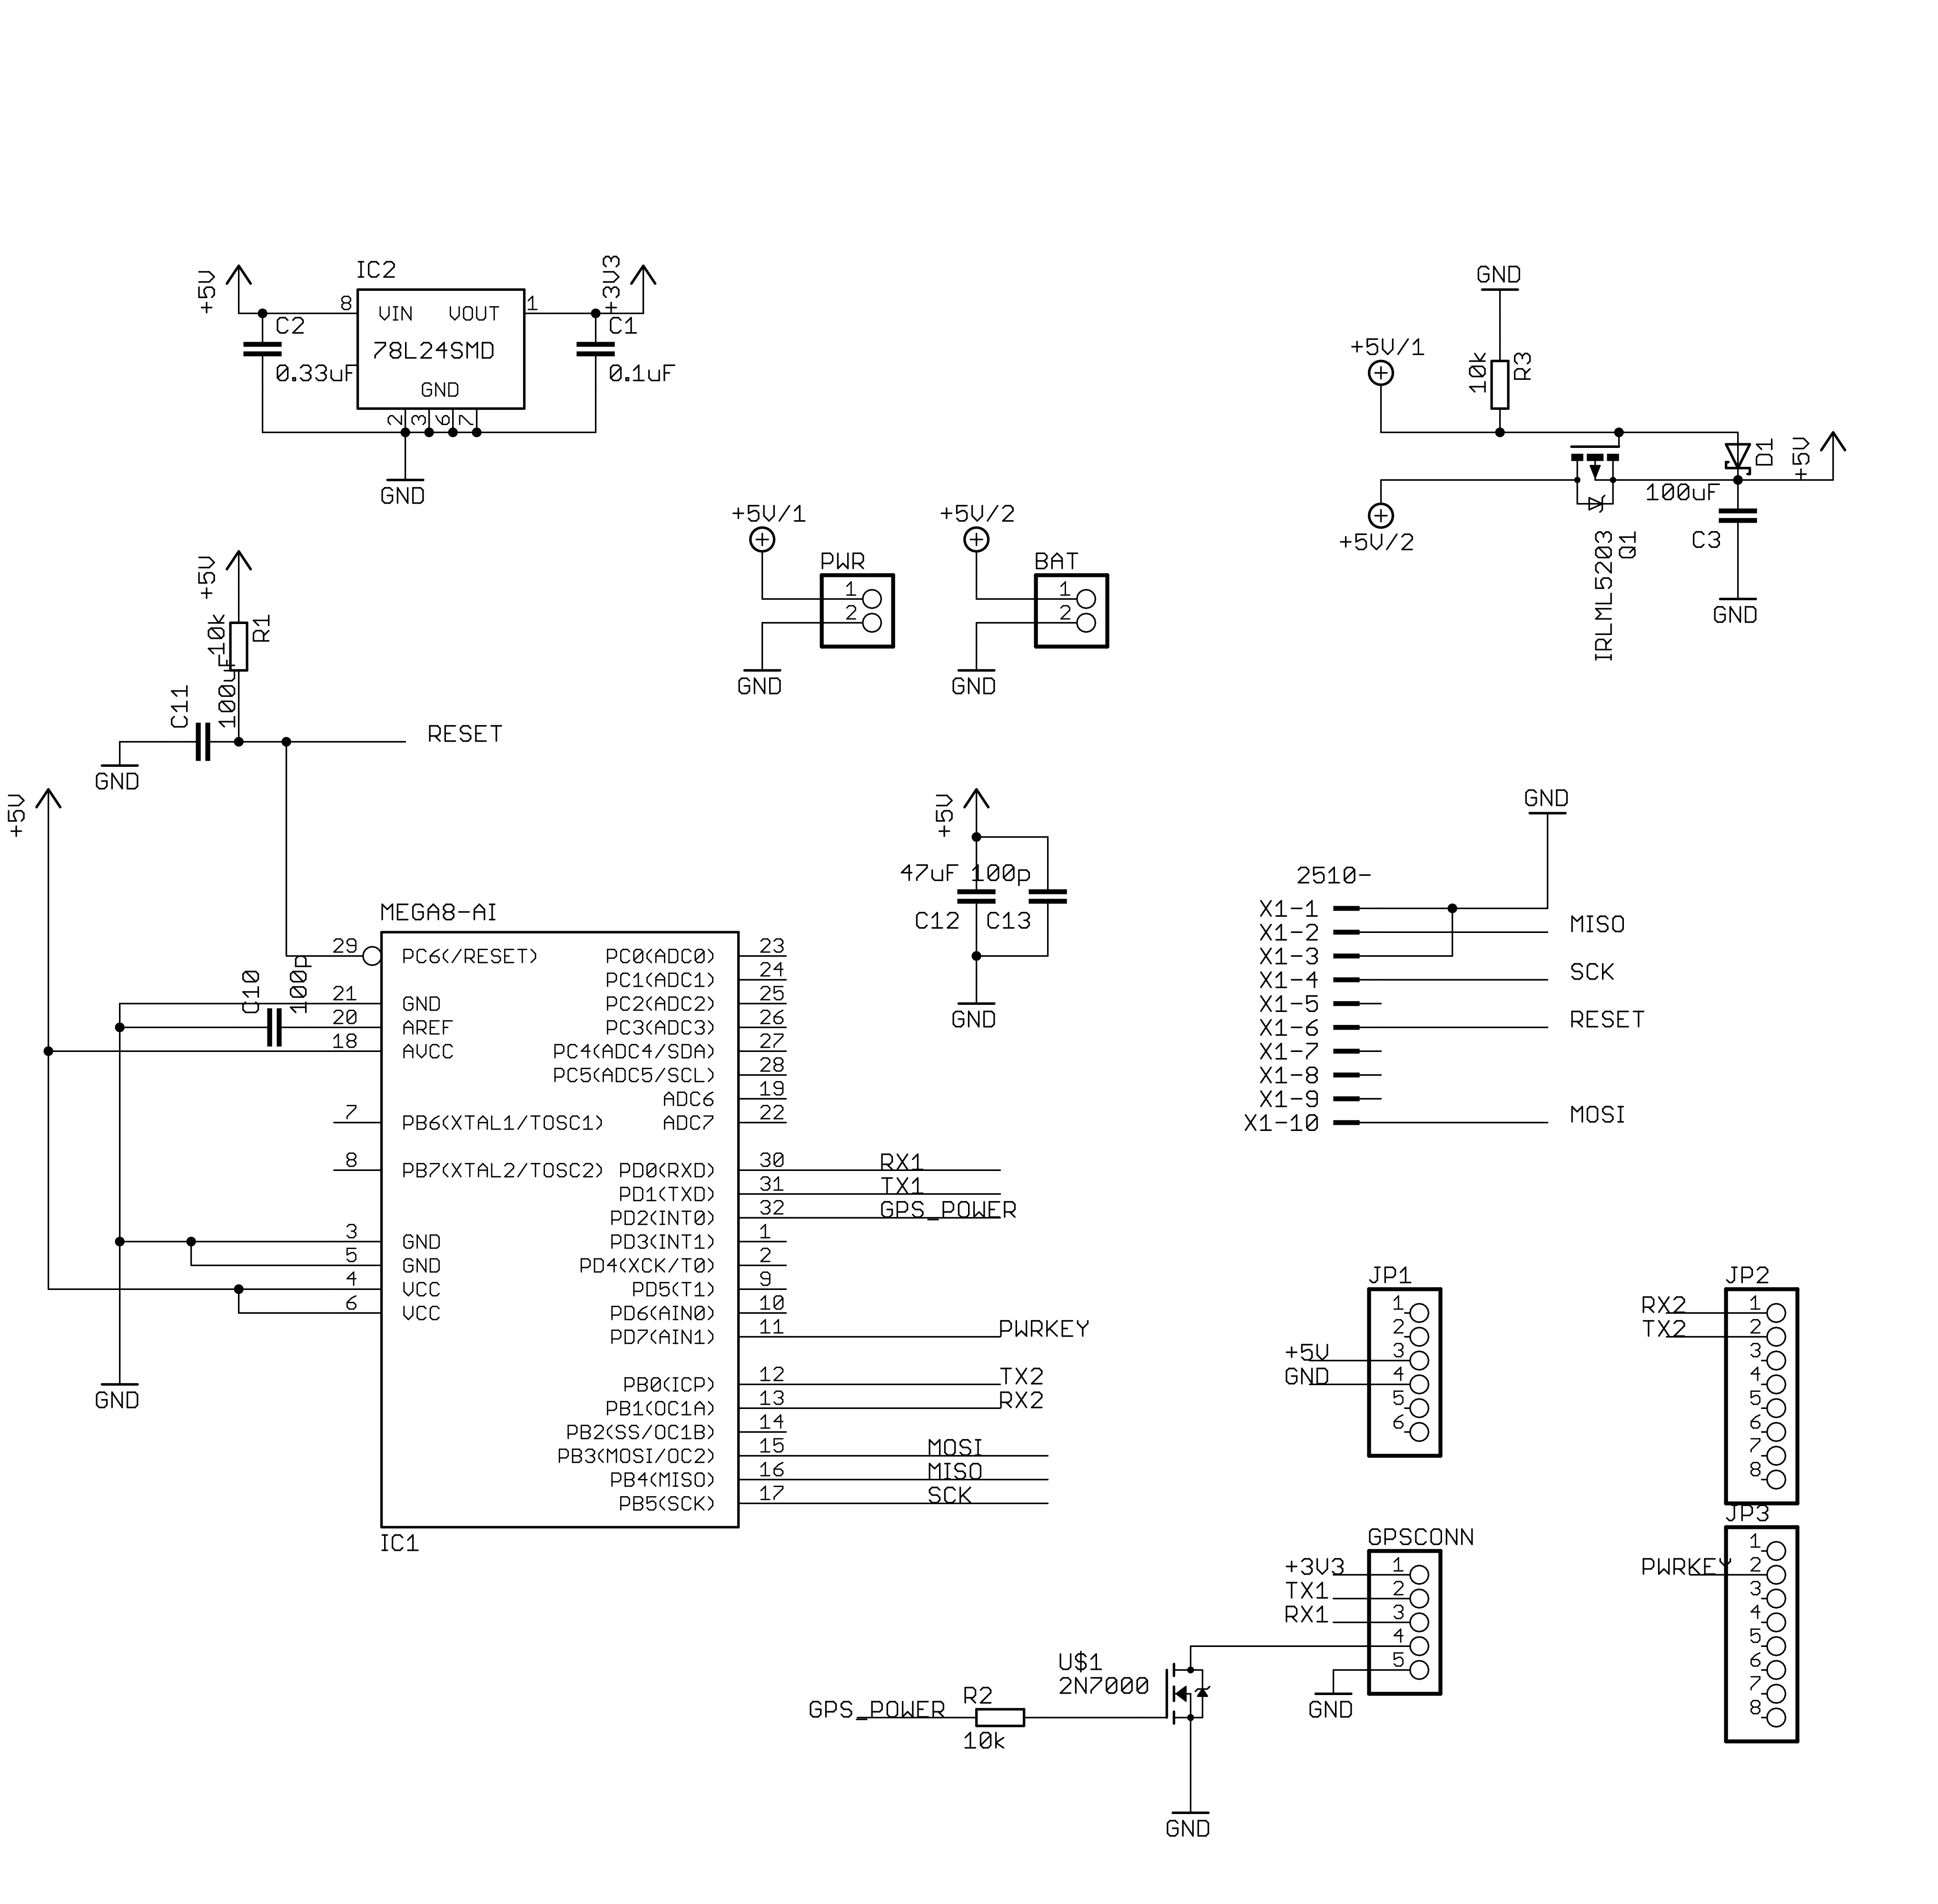 IC2
+5V
8
VIN
VOUT
1
+3V3
C2
0.33uF
78L24SMD
GND
C1
0.1uF
2
3
6
7
GND
GND
+5V/1
10k
R3
D1
+5V
+5V/2
100uF
C3
IRLML5203
Q1
GND
+5V/1
PWR
1
2
GND
+5V/2
BAT
1
2
GND
+5V
10k
R1
C11
100uF
RESET
GND
+5V
+5V
47uF
100p
C12
C13
GND
GND
2510-
X1-1
X1-2
MISO
X1-3
X1-4
SCK
X1-5
X1-6
RESET
X1-7
X1-8
X1-9
X1-10
MOSI
MEGA8-AI
29
PC6(/RESET)
PC0(ADC0)
23
PC1(ADC1)
24
C10
100p
21
GND
PC2(ADC2)
25
20
AREF
PC3(ADC3)
26
18
AVCC
PC4(ADC4/SDA)
27
PC5(ADC5/SCL)
28
ADC6
19
7
PB6(XTAL1/TOSC1)
ADC7
22
8
PB7(XTAL2/TOSC2)
PD0(RXD)
30
RX1
PD1(TXD)
31
TX1
PD2(INT0)
32
GPS_POWER
3
GND
PD3(INT1)
1
5
GND
PD4(XCK/T0)
2
4
VCC
PD5(T1)
9
6
VCC
PD6(AIN0)
10
PD7(AIN1)
11
PWRKEY
GND
PB0(ICP)
12
TX2
PB1(OC1A)
13
RX2
PB2(SS/OC1B)
14
PB3(MOSI/OC2)
15
MOSI
PB4(MISO)
16
MISO
PB5(SCK)
17
SCK
IC1
JP1
1
2
+5V
3
GND
4
5
6
JP2
RX2
1
TX2
2
3
4
5
6
7
8
JP3
1
PWRKEY
2
3
4
5
6
7
8
GPSCONN
+3V3
1
TX1
2
RX1
3
4
5
GND
U$1
2N7000
GPS_POWER
R2
10k
GND